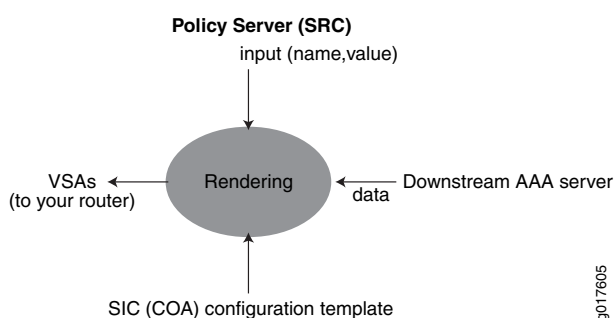 Policy Server (SRC)
input (name,value)
VSAs
(to your router)
Rendering
data
Downstream AAA server
SIC (COA) configuration template
g017605